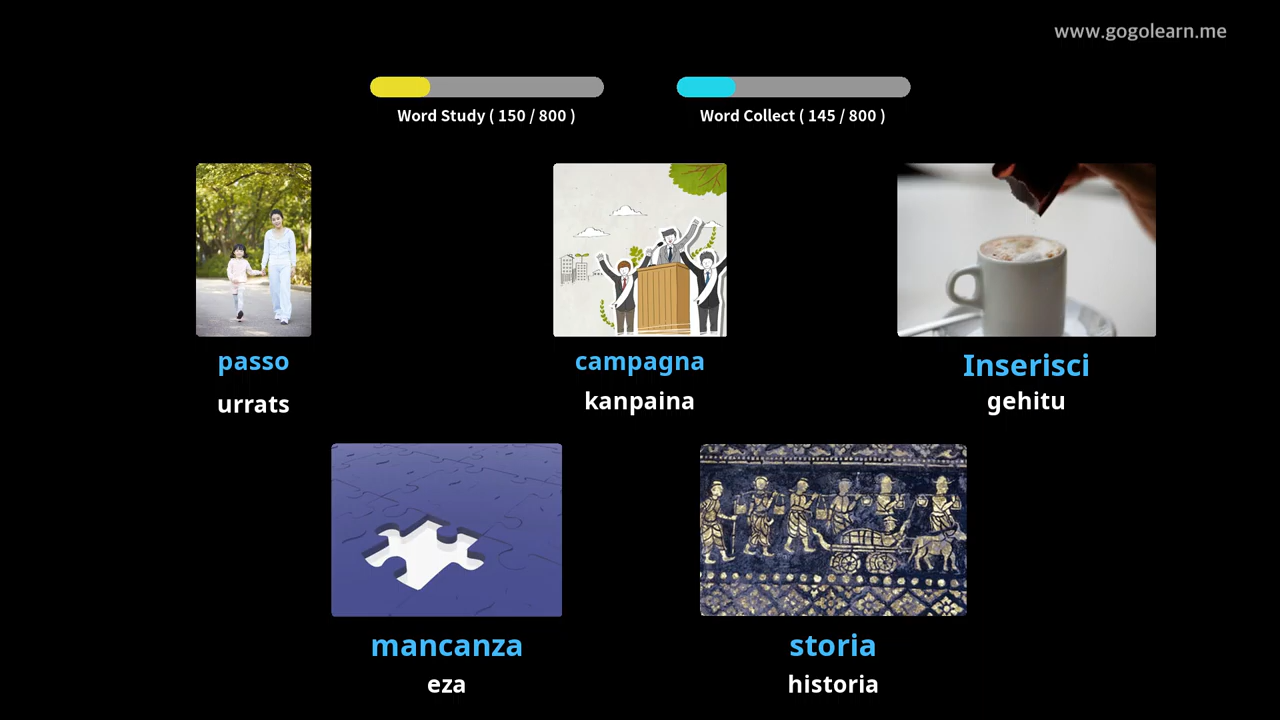 www.gogolearn.me
Word Study ( 150 / 800 )
Word Collect ( 145 / 800 )
passo
urrats
campagna
kanpaina
Inserisci
gehitu
mancanza
eza
storia
historia